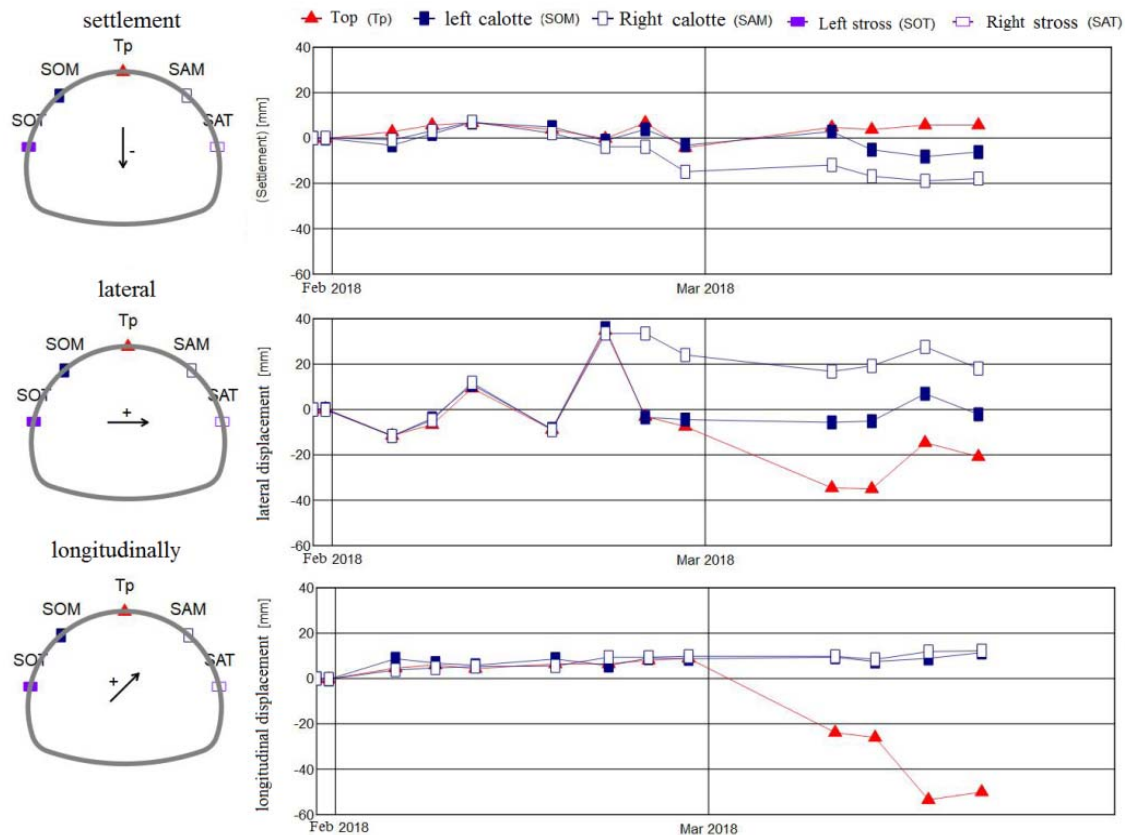 settlement
Top (Tp) left calotte (SOM) Right calotte (SAM) Left stross (SOT) Right stross (SAT)
Tp
SOM SAM
SOT SAT
-
(Settlement) [mm]
40
20
0
-20
-40
-60
Feb 2018 Mar 2018
lateral
Tp
SOM SAM
SOT SAT
+
lateral displacement [mm]
40
20
0
-20
-40
-60
Feb 2018 Mar 2018
longitudinally
Tp
SOM SAM
SOT SAT
+
longitudinal displacement [mm]
40
20
0
-20
-40
-60
Feb 2018 Mar 2018